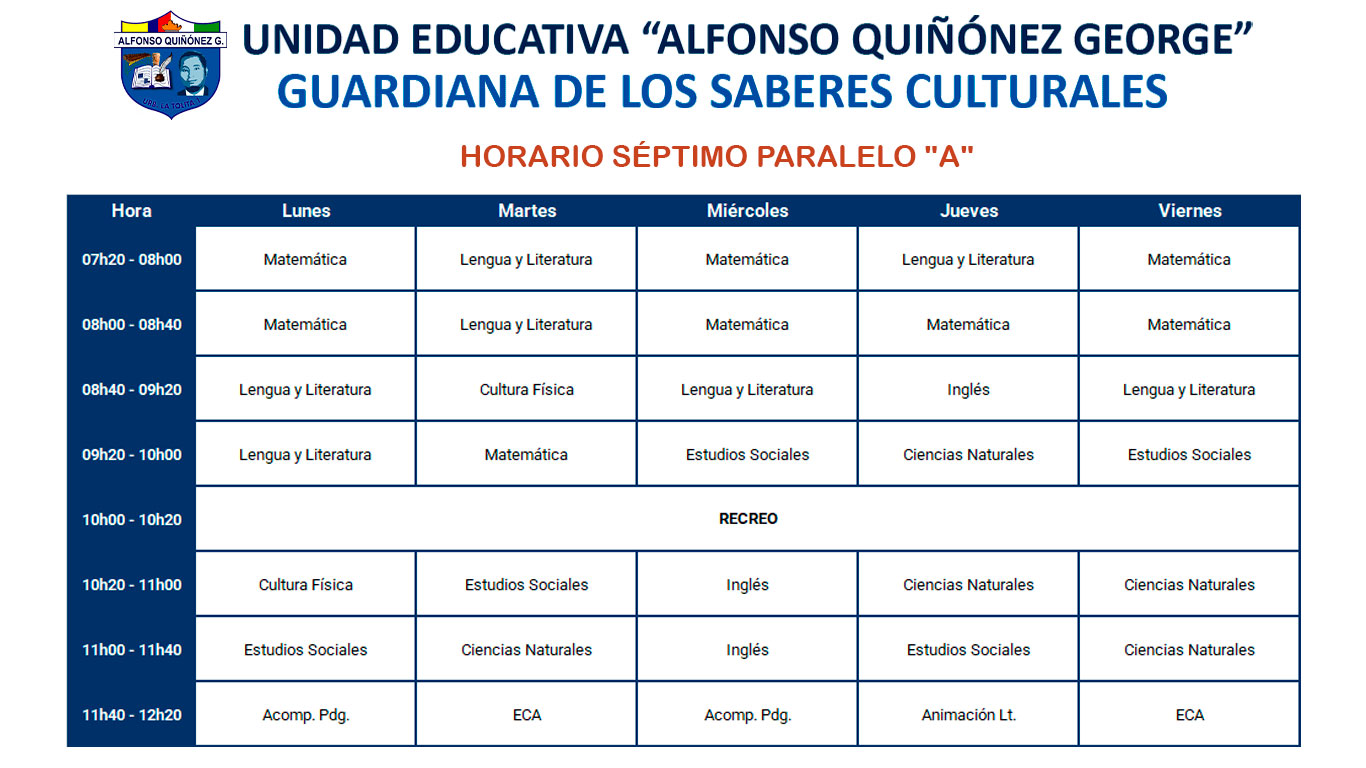 ALFONSO QUIÑÓNEZ G.
URB. LA TOLITA 1
UNIDAD EDUCATIVA “ALFONSO QUIÑÓNEZ GEORGE”
GUARDIANA DE LOS SABERES CULTURALES
HORARIO SÉPTIMO PARALELO "A"
Hora Lunes Martes Miércoles Jueves Viernes
07h20 - 08h00 Matemática Lengua y Literatura Matemática Lengua y Literatura Matemática
08h00 - 08h40 Matemática Lengua y Literatura Matemática Matemática Matemática
08h40 - 09h20 Lengua y Literatura Cultura Física Lengua y Literatura Inglés Lengua y Literatura
09h20 - 10h00 Lengua y Literatura Matemática Estudios Sociales Ciencias Naturales Estudios Sociales
10h00 - 10h20 RECREO
10h20 - 11h00 Cultura Física Estudios Sociales Inglés Ciencias Naturales Ciencias Naturales
11h00 - 11h40 Estudios Sociales Ciencias Naturales Inglés Estudios Sociales Ciencias Naturales
11h40 - 12h20 Acomp. Pdg. ECA Acomp. Pdg. Animación Lt. ECA